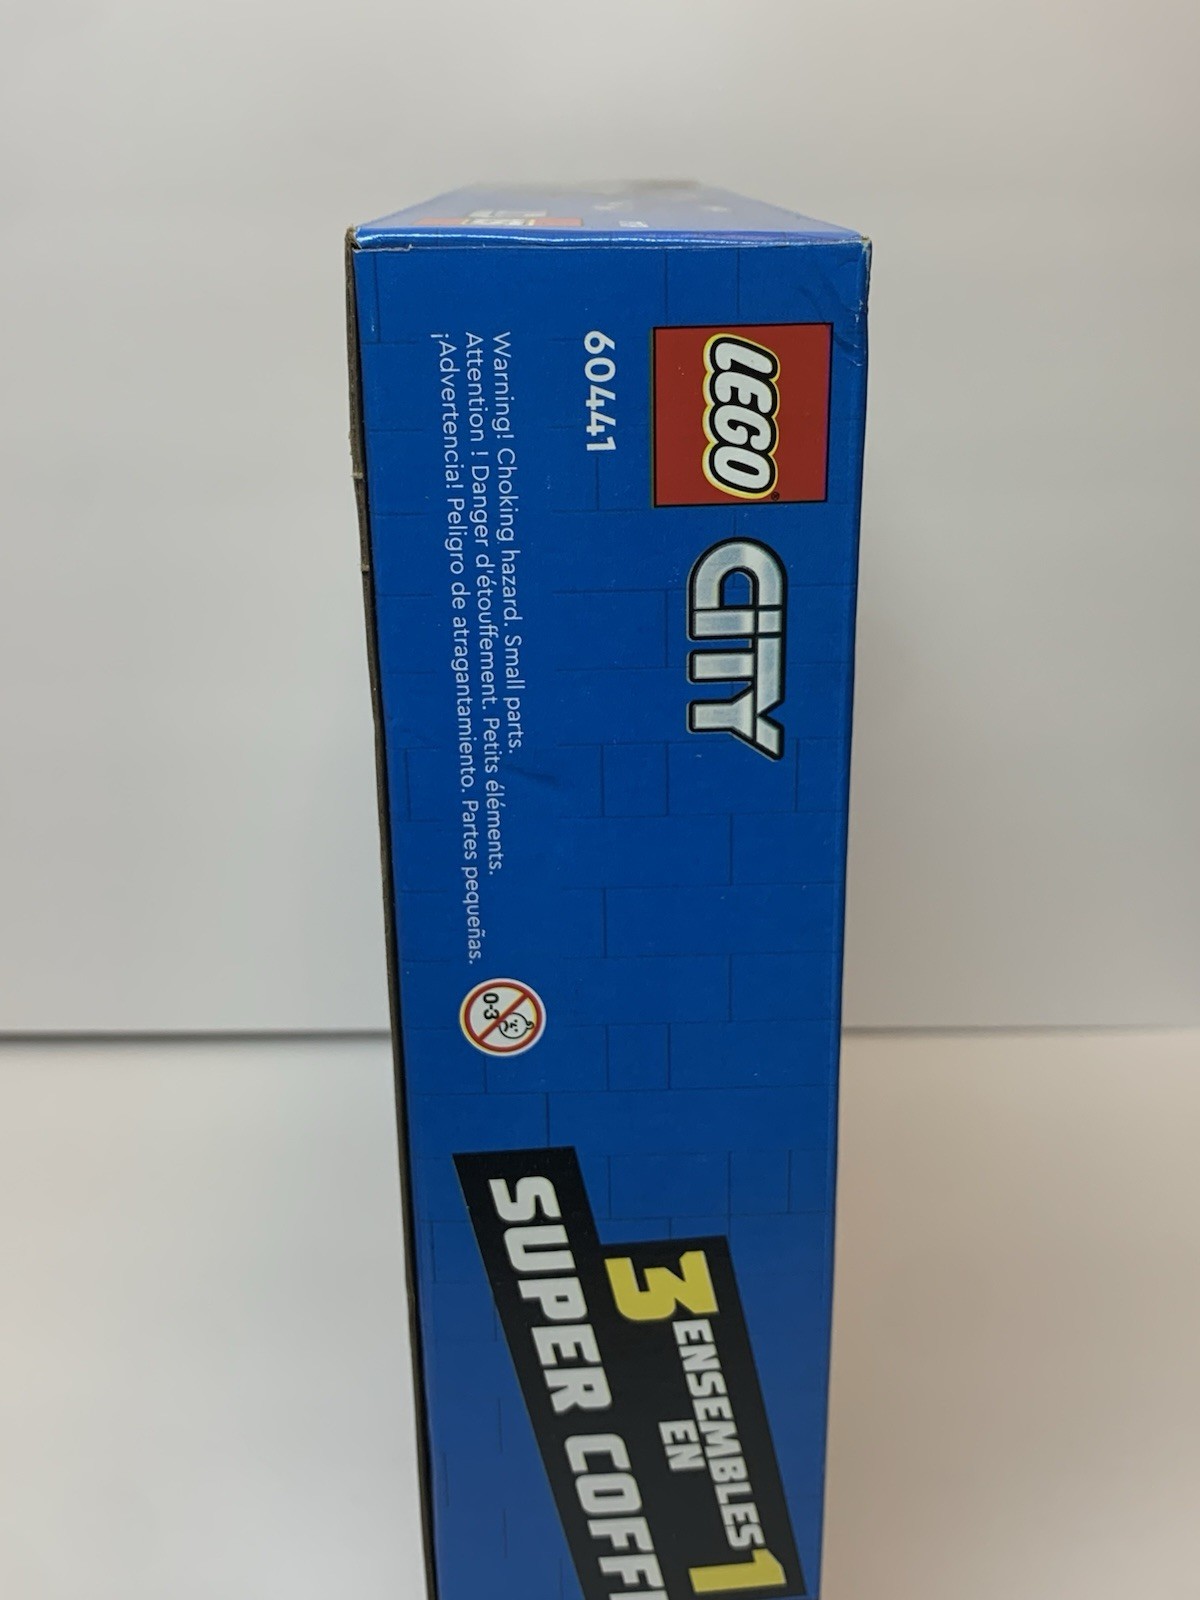 LEGO®
CITY
60441
Warning! Choking hazard. Small parts.
Attention ! Danger d'étouffement. Petits éléments.
¡Advertencia! Peligro de atragantamiento. Partes pequeñas.
0-3
3 ENSEMBLES
EN 1
SUPER COFF